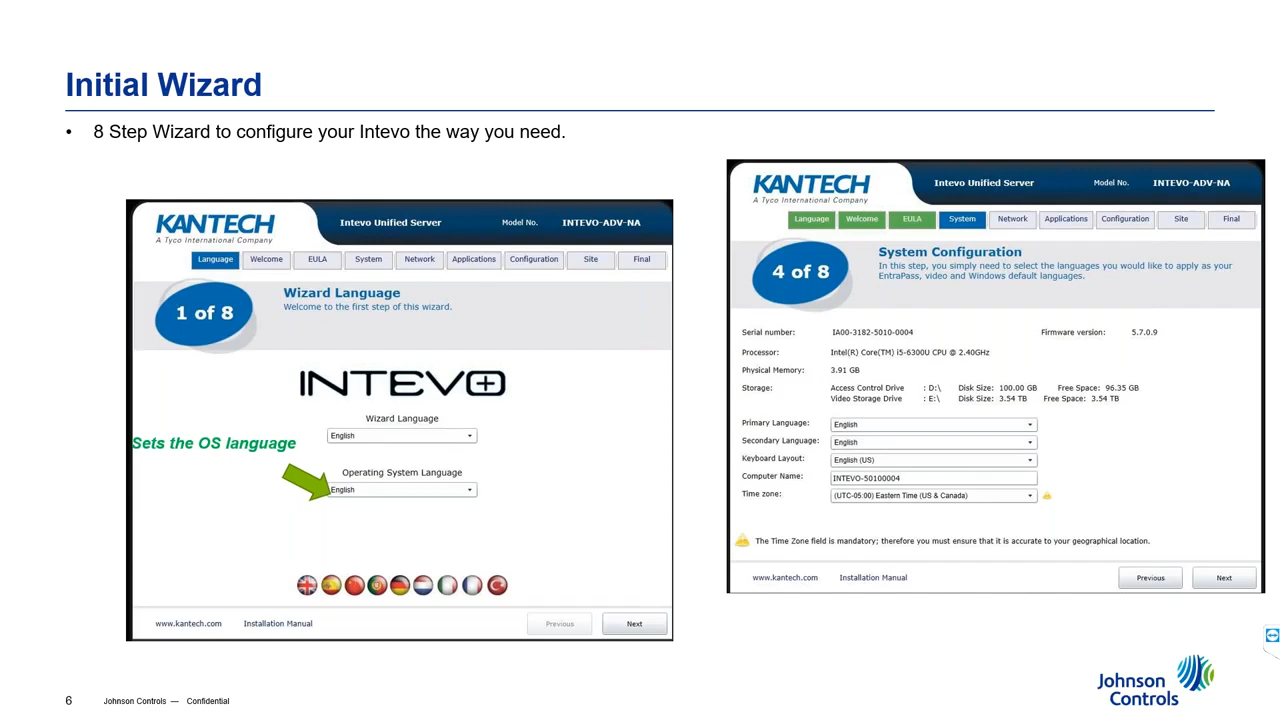 Initial Wizard
• 8 Step Wizard to configure your Intevo the way you need.
KANTECH
A Tyco International Company
Intevo Unified Server
Model No.
INTEVO-ADV-NA
Language
Welcome
EULA
System
Network
Applications
Configuration
Site
Final
1 of 8
Wizard Language
Welcome to the first step of this wizard.
INTEVO
Wizard Language
English
Sets the OS language
Operating System Language
English
www.kantech.com
Installation Manual
Previous
Next
KANTECH
A Tyco International Company
Intevo Unified Server
Model No.
INTEVO-ADV-NA
Language
Welcome
EULA
System
Network
Applications
Configuration
Site
Final
4 of 8
System Configuration
In this step, you simply need to select the languages you would like to apply as your
EntraPass, video and Windows default languages.
Serial number: IA00-3182-5010-0004 Firmware version: 5.7.0.9
Processor: Intel(R) Core(TM) i5-6300U CPU @ 2.40GHz
Physical Memory: 3.91 GB
Storage: Access Control Drive : D:\ Disk Size: 100.00 GB Free Space: 96.35 GB
Video Storage Drive : E:\ Disk Size: 3.54 TB Free Space: 3.54 TB
Primary Language: English
Secondary Language: English
Keyboard Layout: English (US)
Computer Name: INTEVO-50100004
Time zone: (UTC-05:00) Eastern Time (US & Canada)
The Time Zone field is mandatory; therefore you must ensure that it is accurate to your geographical location.
www.kantech.com
Installation Manual
Previous
Next
6
Johnson Controls — Confidential
Johnson
Controls